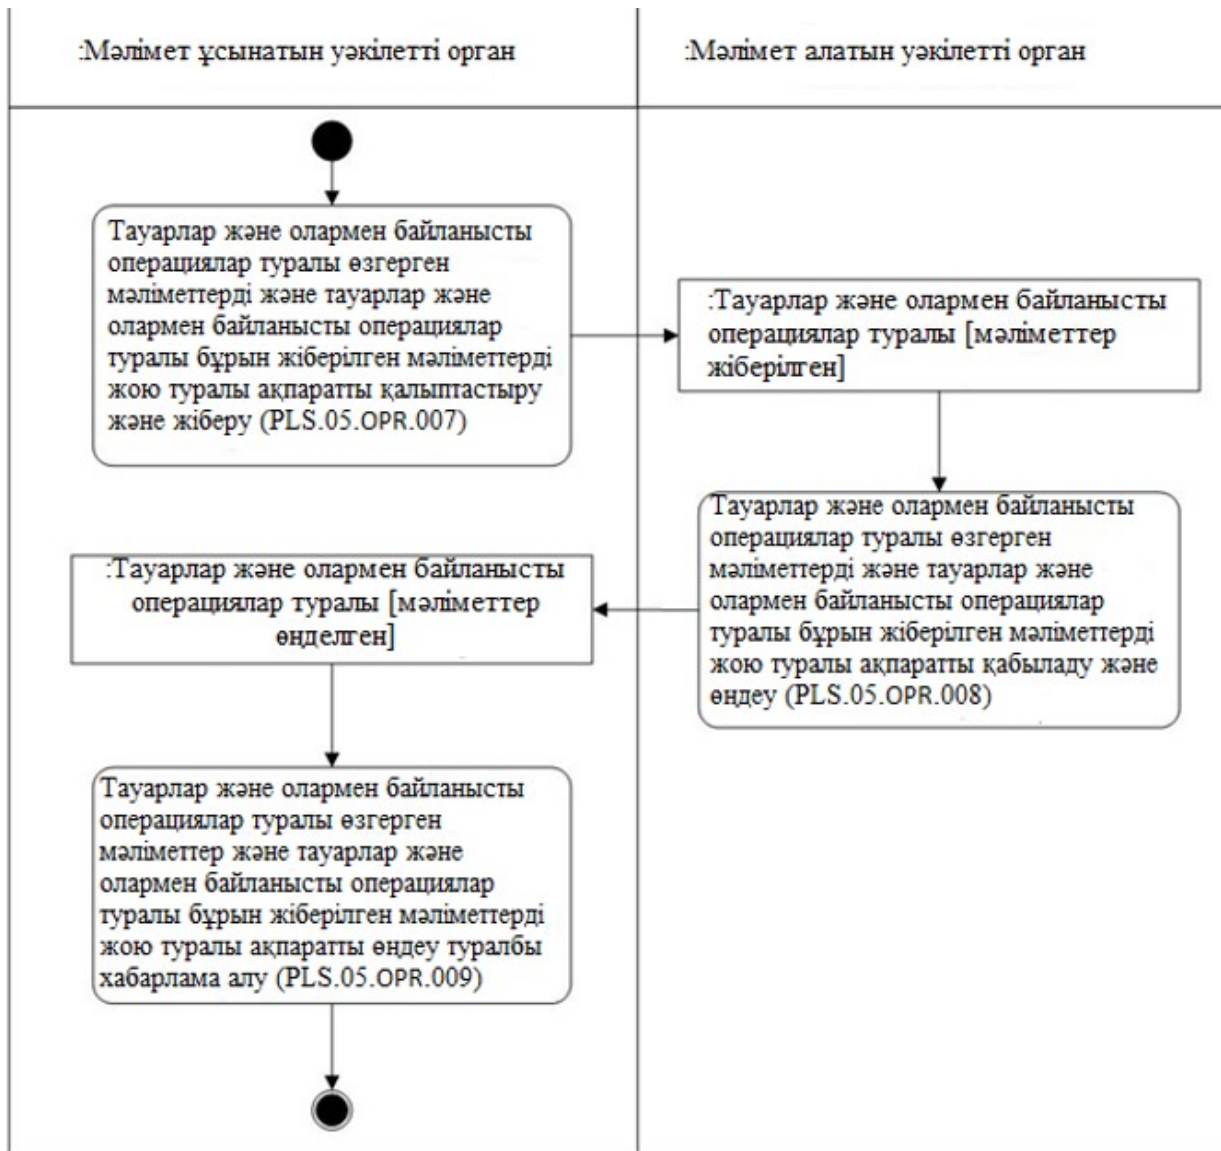 :Мәлімет ұсынатын уәкілетті орган
:Мәлімет алатын уәкілетті орган
Тауарлар және олармен байланысты
операциялар туралы өзгерген
мәліметтерді және тауарлар және
олармен байланысты операциялар
туралы бұрын жіберілген мәліметтерді
жою туралы ақпаратты қалыптастыру
және жіберу (PLS.05.OPR.007)
:Тауарлар және олармен байланысты
операциялар туралы [мәліметтер
жіберілген]
Тауарлар және олармен байланысты
операциялар туралы өзгерген
мәліметтерді және тауарлар және
олармен байланысты операциялар
туралы бұрын жіберілген мәліметтерді
жою туралы ақпаратты қабыладу және
өңдеу (PLS.05.OPR.008)
:Тауарлар және олармен байланысты
операциялар туралы [мәліметтер
өңделген]
Тауарлар және олармен байланысты
операциялар туралы өзгерген
мәліметтер және тауарлар және
олармен байланысты операциялар
туралы бұрын жіберілген мәліметтерді
жою туралы ақпаратты өңдеу туралбы
хабарлама алу (PLS.05.OPR.009)